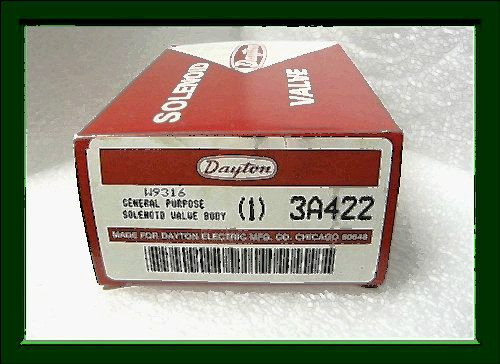 SOLENOID
Dayton
VALVE
Dayton
W9316
GENERAL PURPOSE
SOLENOID VALVE BODY (1) 3A422
MADE FOR DAYTON ELECTRIC MFG. CO. CHICAGO 60648